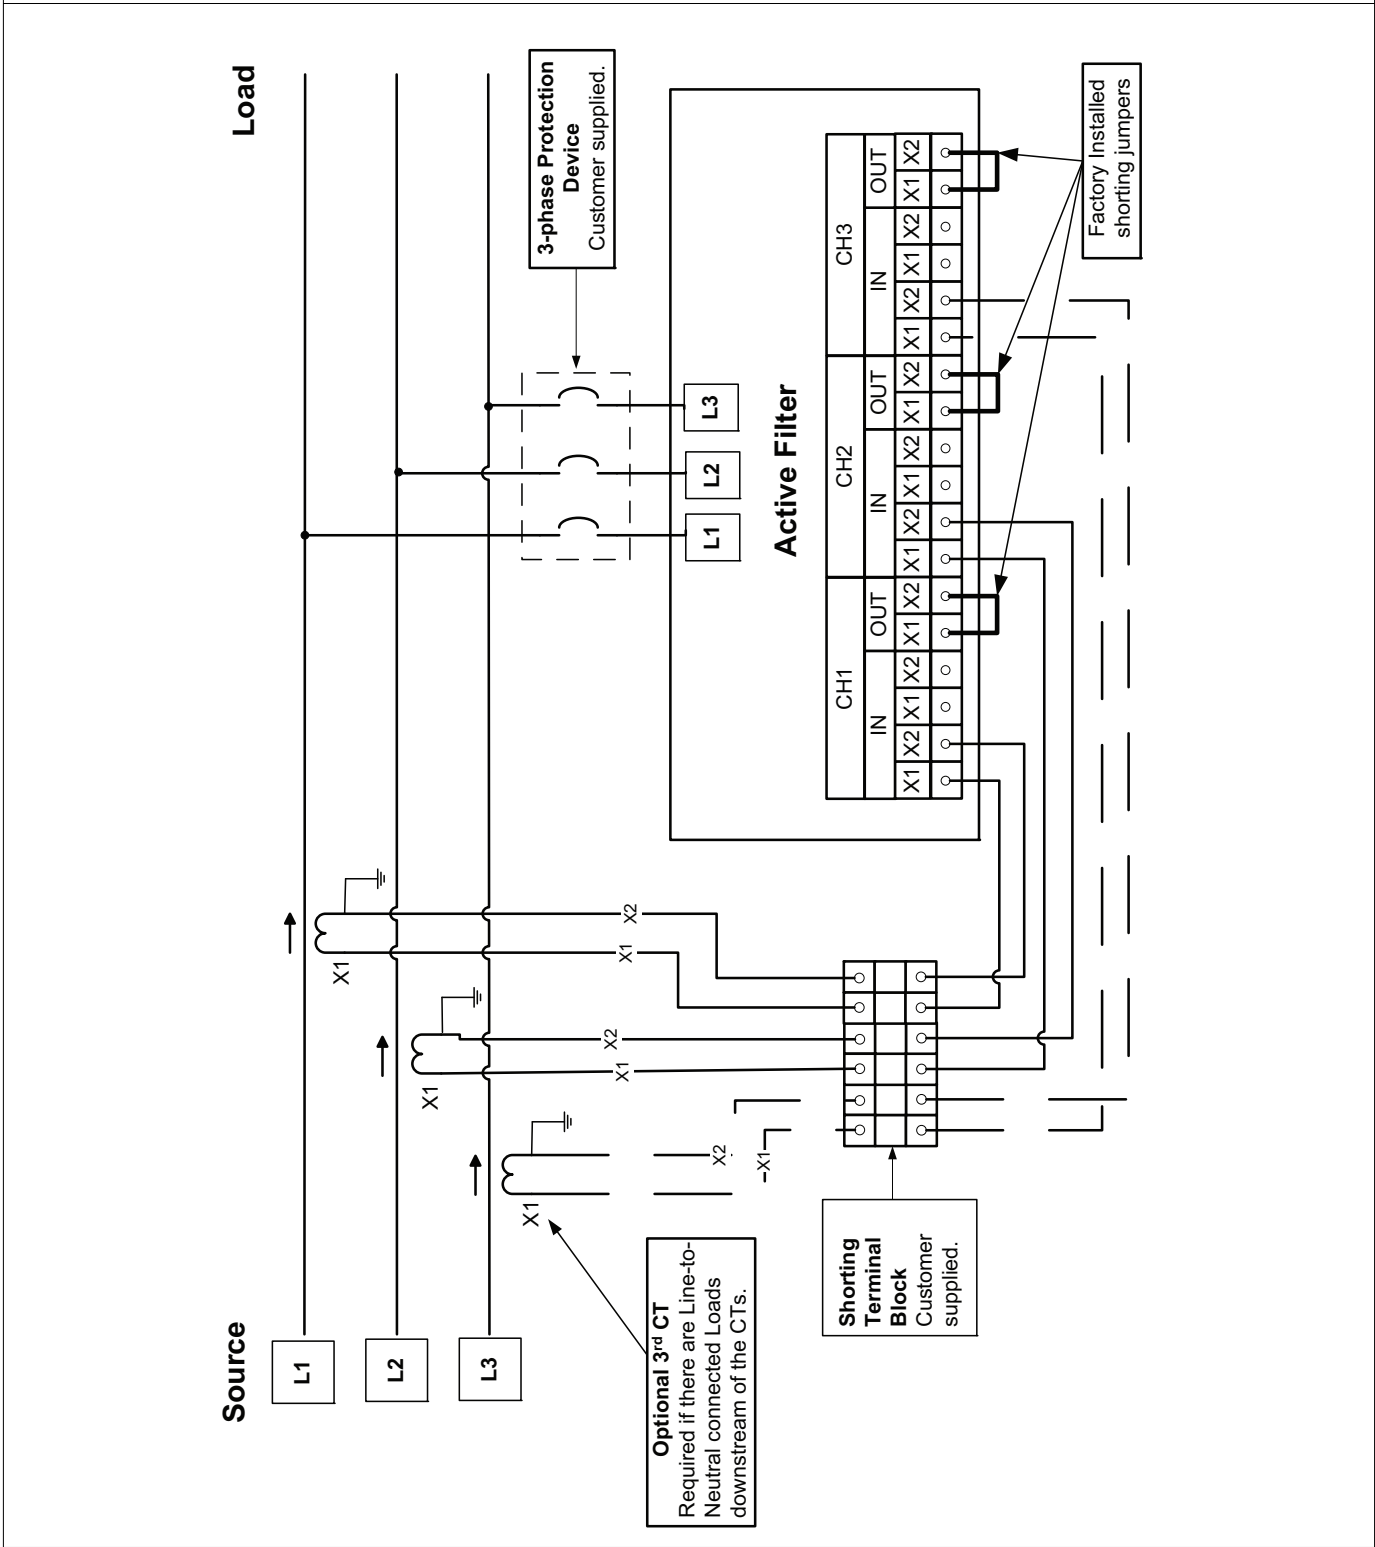 Source
Load
L1
L2
L3
X1
X1
X1
X2
X1
X2
X1
X2
X1
Optional 3rd CT
Required if there are Line-to-
Neutral connected Loads
downstream of the CTs.
Shorting
Terminal
Block
Customer
supplied.
3-phase Protection
Device
Customer supplied.
L1
L2
L3
Active Filter
CH1
CH2
CH3
IN
OUT
IN
OUT
IN
OUT
X1 X2 X1 X2 X1 X2 X1 X2 X1 X2 X1 X2 X1 X2 X1 X2 X1 X2
Factory Installed
shorting jumpers